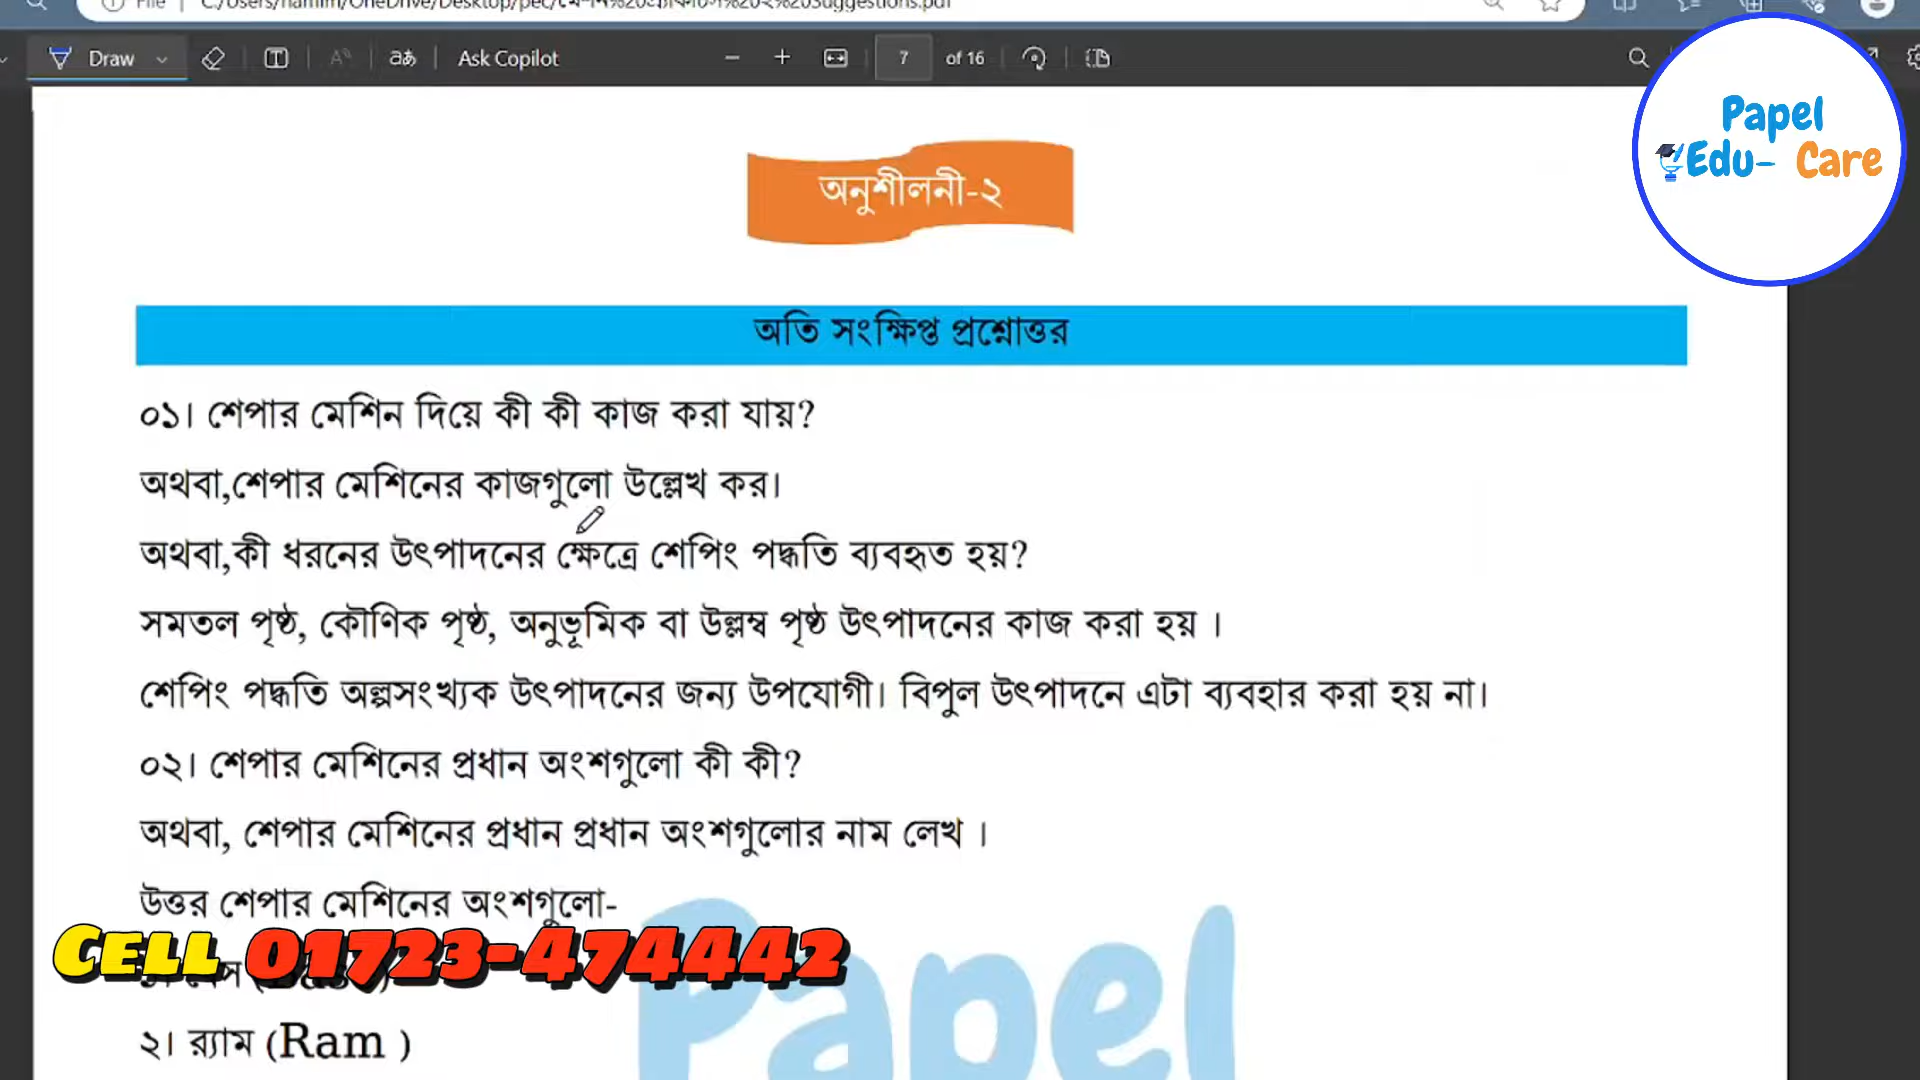 File
Draw
Ask Copilot
7 of 16
Papel
Edu- Care
অনুশীলনী-২
অতি সংক্ষিপ্ত প্রশ্নোত্তর
০১। শেপার মেশিন দিয়ে কী কী কাজ করা যায়?
অথবা,শেপার মেশিনের কাজগুলো উল্লেখ কর।
অথবা,কী ধরনের উৎপাদনের ক্ষেত্রে শেপিং পদ্ধতি ব্যবহৃত হয়?
সমতল পৃষ্ঠ, কৌণিক পৃষ্ঠ, অনুভূমিক বা উল্লম্ব পৃষ্ঠ উৎপাদনের কাজ করা হয় ।
শেপিং পদ্ধতি অল্পসংখ্যক উৎপাদনের জন্য উপযোগী। বিপুল উৎপাদনে এটা ব্যবহার করা হয় না।
০২। শেপার মেশিনের প্রধান অংশগুলো কী কী?
অথবা, শেপার মেশিনের প্রধান প্রধান অংশগুলোর নাম লেখ ।
উত্তর শেপার মেশিনের অংশগুলো-
CELL 01723-474442
২। র‍্যাম (Ram )
Papel